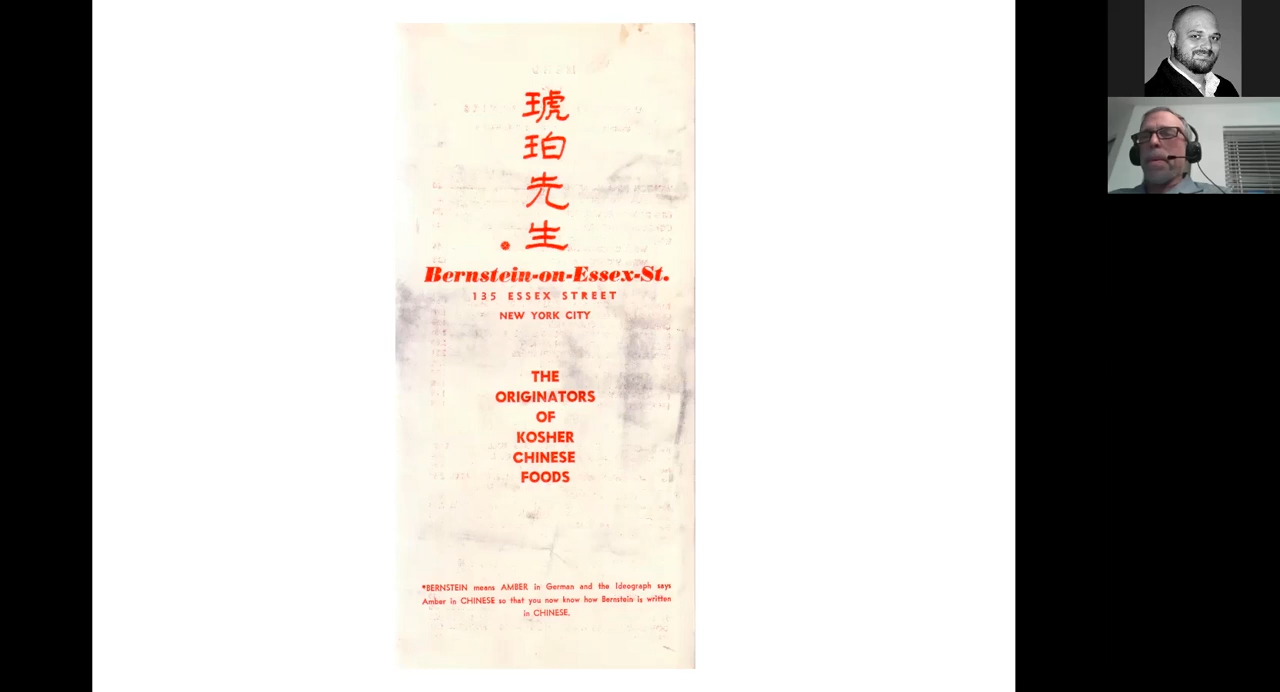 琥珀先生
*
Bernstein-on-Essex-St.
135 ESSEX STREET
NEW YORK CITY
THE
ORIGINATORS
OF
KOSHER
CHINESE
FOODS
*BERNSTEIN means AMBER in German and the Ideograph says
Amber in CHINESE so that you now know how Bernstein is written
in CHINESE.